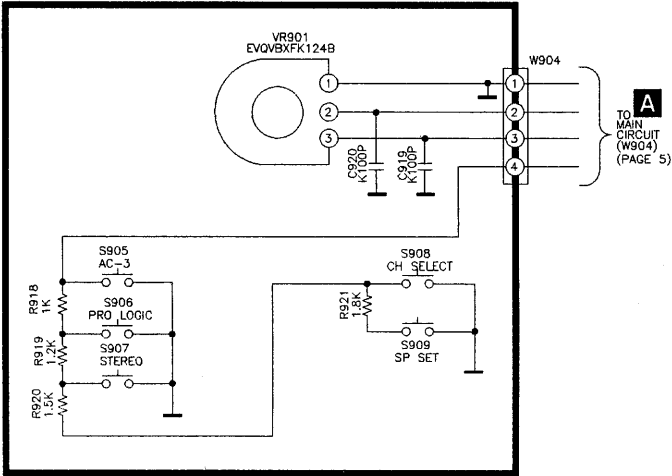 VR901
EVQVBXFK124B
W904
1
2
3
1
2
3
4
A
TO
MAIN
CIRCUIT
(W904)
(PAGE 5)
C920
K100P
C919
K100P
S905
AC-3
R918
1K
S906
PRO LOGIC
R919
1.2K
S907
STEREO
R920
1.5K
S908
CH SELECT
R921
1.8K
S909
SP SET